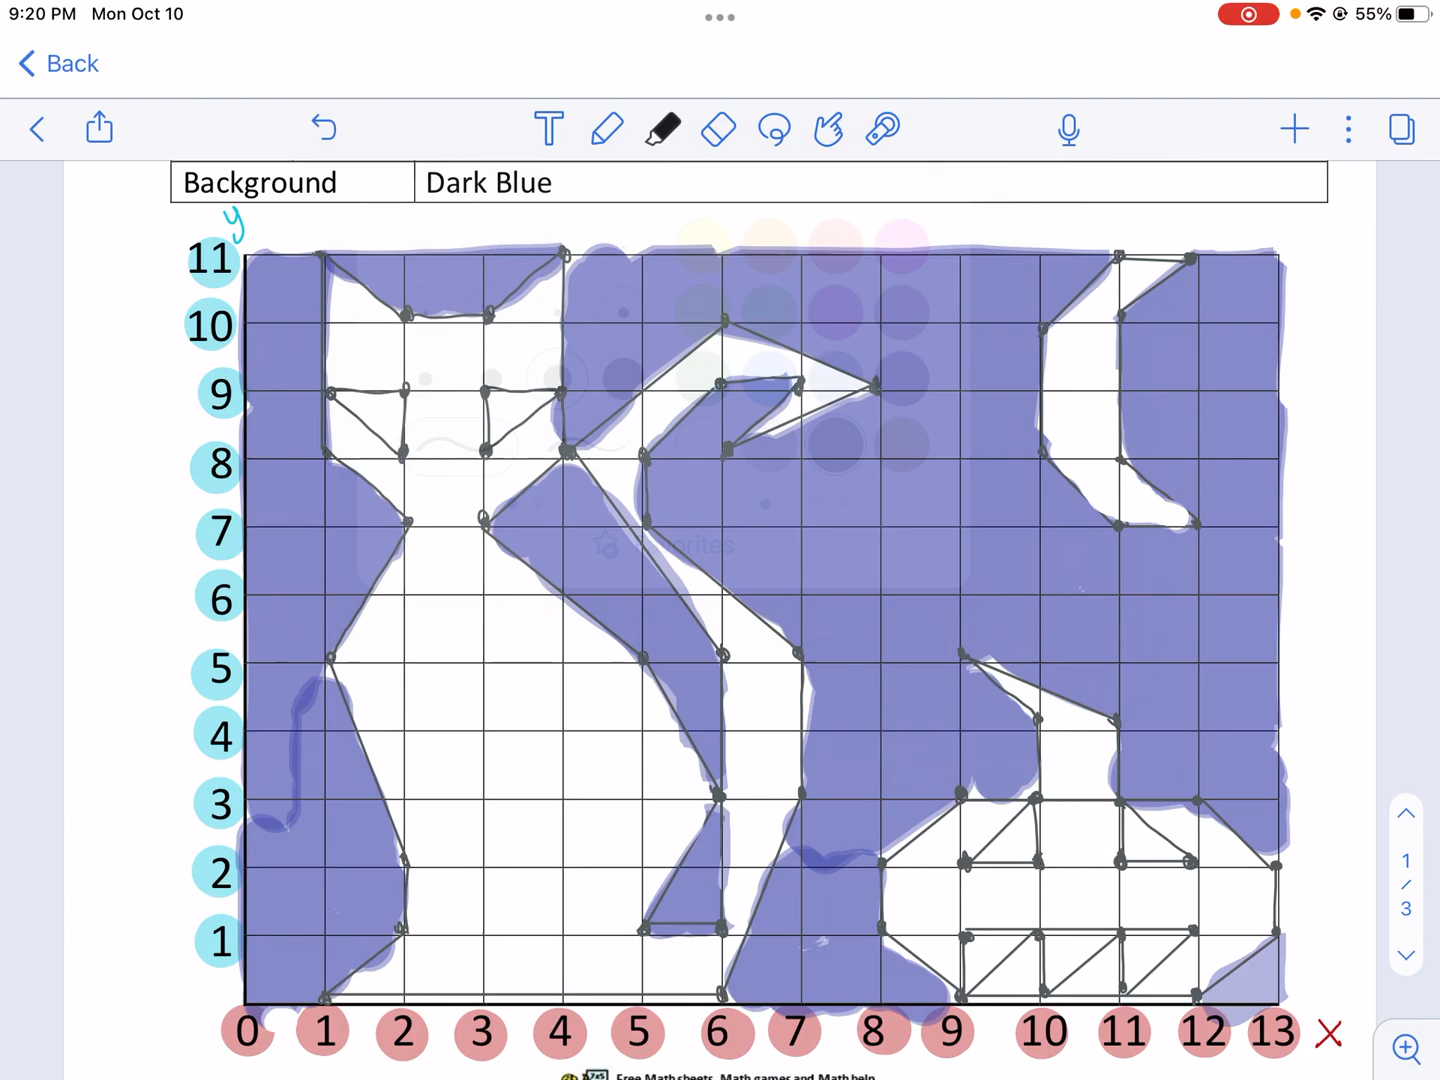 9:20 PM Mon Oct 10
55%
Back
T
Background Dark Blue
y
11
10
9
8
7
6
5
4
3
2
1
0 1 2 3 4 5 6 7 8 9 10 11 12 13 X
1
/
3
Free Math sheets, Math games and Math help